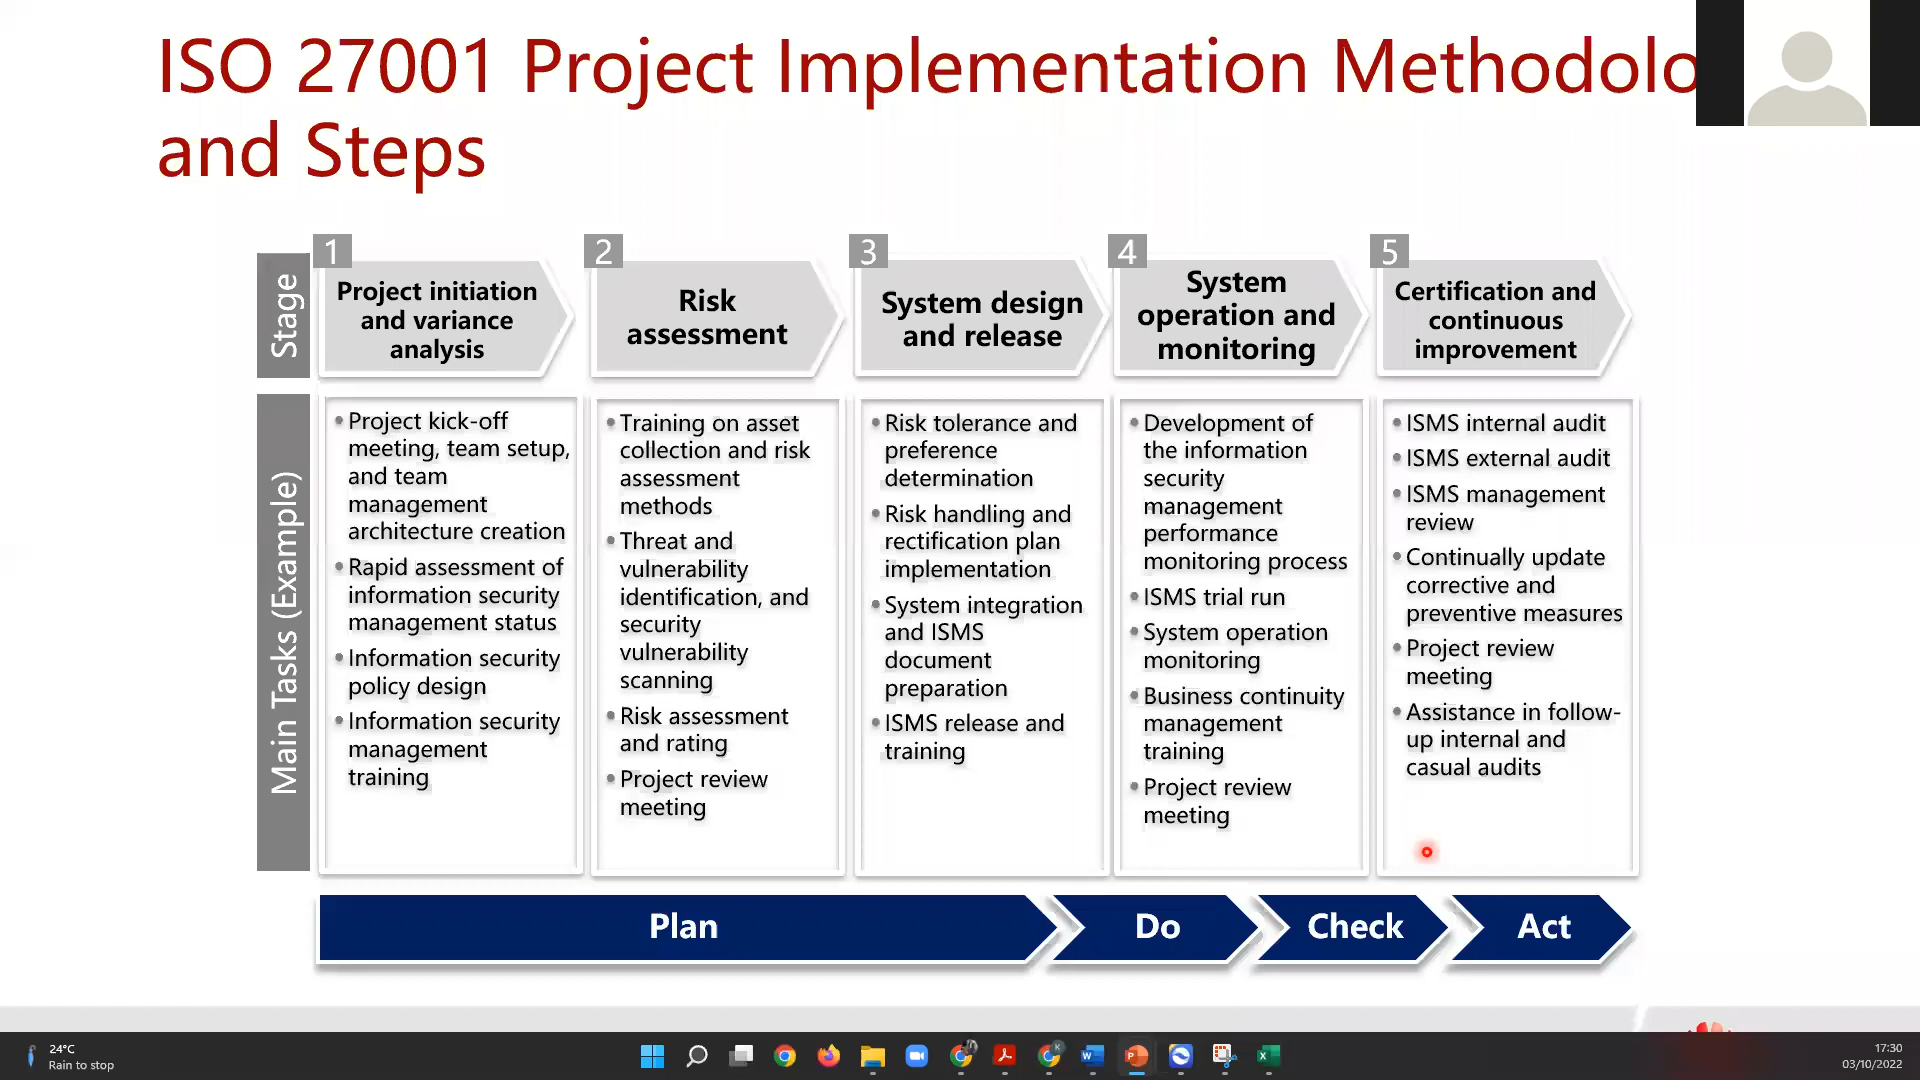 ISO 27001 Project Implementation Methodolo
and Steps
Stage
1
Project initiation
and variance
analysis
2
Risk
assessment
3
System design
and release
4
System
operation and
monitoring
5
Certification and
continuous
improvement
Main Tasks (Example)
•Project kick-off
meeting, team setup,
and team
management
architecture creation
•Rapid assessment of
information security
management status
•Information security
policy design
•Information security
management
training
•Training on asset
collection and risk
assessment
methods
•Threat and
vulnerability
identification, and
security
vulnerability
scanning
•Risk assessment
and rating
•Project review
meeting
•Risk tolerance and
preference
determination
•Risk handling and
rectification plan
implementation
•System integration
and ISMS
document
preparation
•ISMS release and
training
•Development of
the information
security
management
performance
monitoring process
•ISMS trial run
•System operation
monitoring
•Business continuity
management
training
•Project review
meeting
•ISMS internal audit
•ISMS external audit
•ISMS management
review
•Continually update
corrective and
preventive measures
•Project review
meeting
•Assistance in follow-
up internal and
casual audits
Plan
Do
Check
Act
24°C
Rain to stop
17:30
03/10/2022